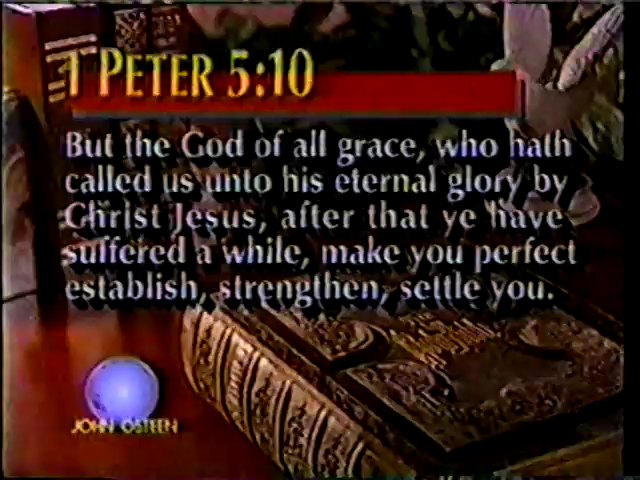 1 PETER 5:10
But the God of all grace, who hath
called us unto his eternal glory by
Christ Jesus, after that ye have
suffered a while, make you perfect
establish, strengthen, settle you.
JOHN OSTEEN